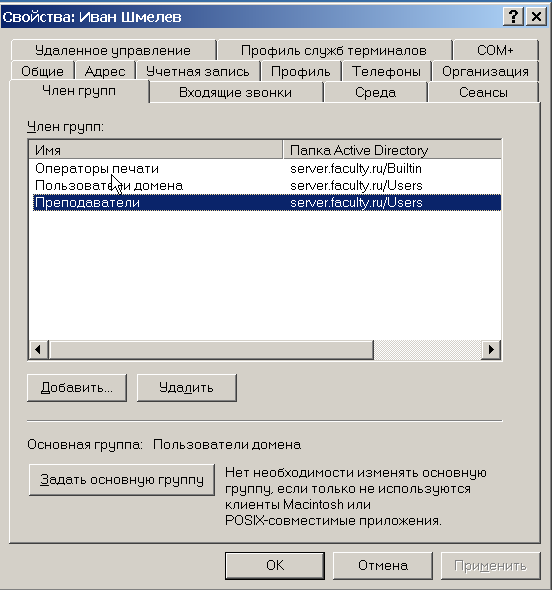 Свойства: Иван Шмелев
Удаленное управление Профиль служб терминалов COM+
Общие Адрес Учетная запись Профиль Телефоны Организация
Член групп Входящие звонки Среда Сеансы
Член групп:
Имя Папка Active Directory
Операторы печати server.faculty.ru/Builtin
Пользователи домена server.faculty.ru/Users
Преподаватели server.faculty.ru/Users
Добавить... Удалить
Основная группа: Пользователи домена
Задать основную группу
Нет необходимости изменять основную
группу, если только не используются
клиенты Macintosh или
POSIX-совместимые приложения.
OK Отмена Применить